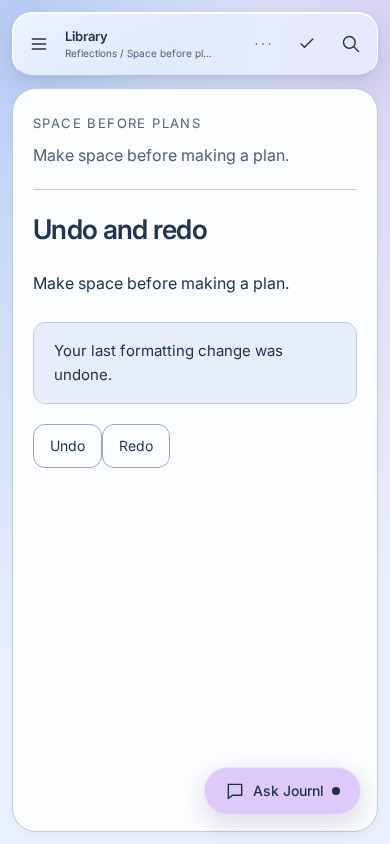 Library
Reflections / Space before pl...
SPACE BEFORE PLANS
Make space before making a plan.
Undo and redo
Make space before making a plan.
Your last formatting change was
undone.
Undo Redo
Ask Journl